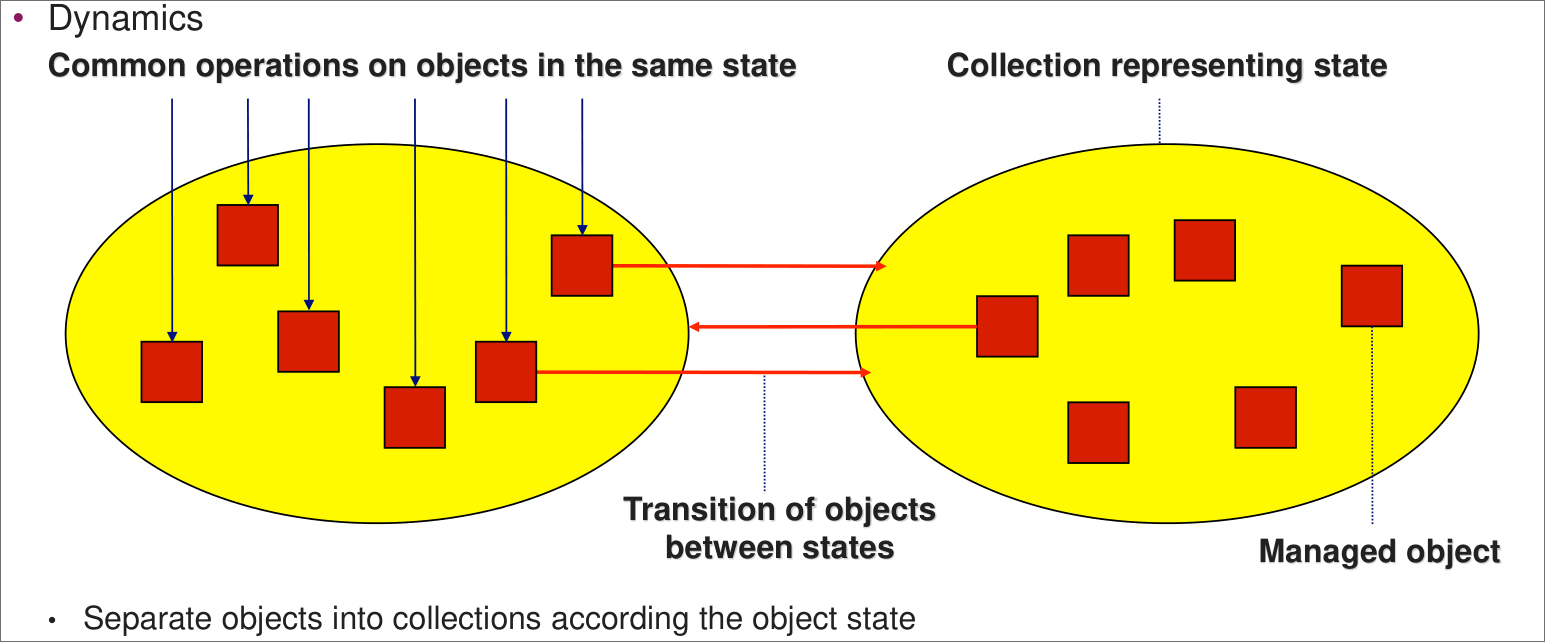 • Dynamics
Common operations on objects in the same state
Collection representing state
Transition of objects
between states
Managed object
• Separate objects into collections according the object state